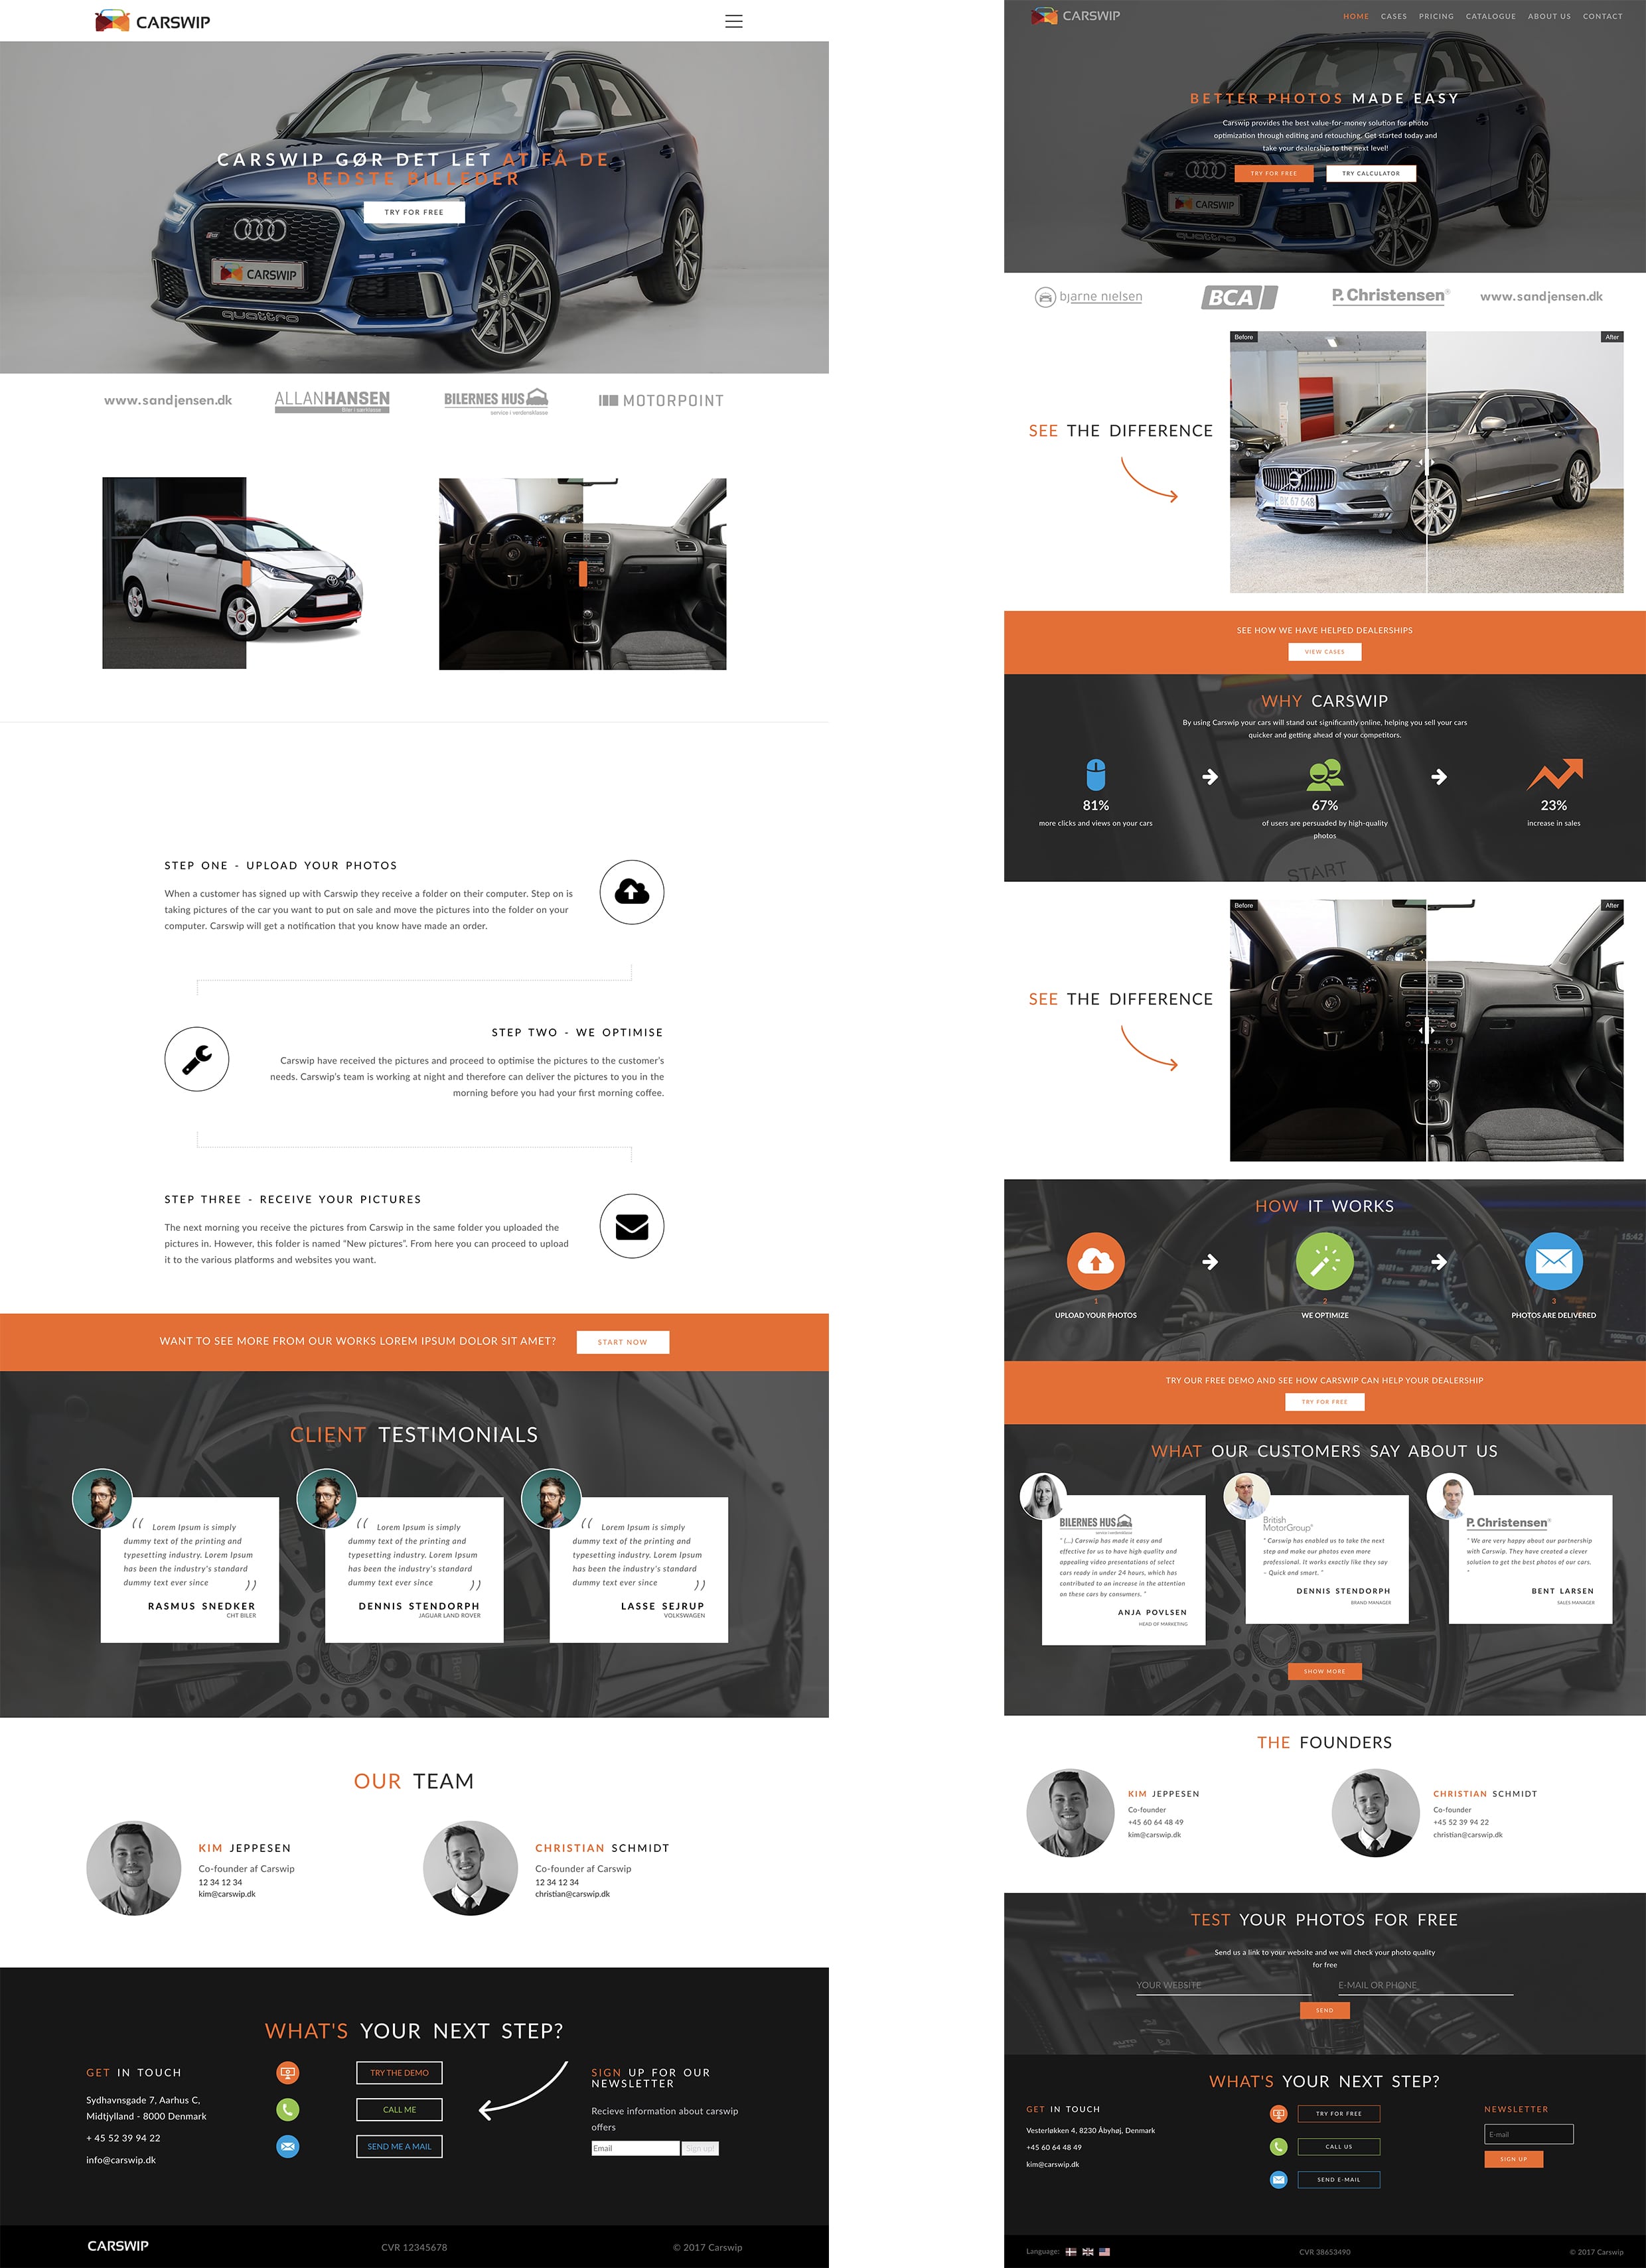 CARSWIP
CARSWIP GØR DET LET AT FÅ DE
BEDSTE BILLEDER
TRY FOR FREE
CARSWIP
quattro
www.sandjensen.dk
ALLANHANSEN
Biler i særklasse
BILERNES HUS
service i verdensklasse
MOTORPOINT
STEP ONE - UPLOAD YOUR PHOTOS
When a customer has signed up with Carswip they receive a folder on their computer. Step on is
taking pictures of the car you want to put on sale and move the pictures into the folder on your
computer. Carswip will get a notification that you know have made an order.
STEP TWO - WE OPTIMISE
Carswip have received the pictures and proceed to optimise the pictures to the customer's
needs. Carswip's team is working at night and therefore can deliver the pictures to you in the
morning before you had your first morning coffee.
STEP THREE - RECEIVE YOUR PICTURES
The next morning you receive the pictures from Carswip in the same folder you uploaded the
pictures in. However, this folder is named "New pictures". From here you can proceed to upload
it to the various platforms and websites you want.
WANT TO SEE MORE FROM OUR WORKS LOREM IPSUM DOLOR SIT AMET?
START NOW
CLIENT TESTIMONIALS
Lorem Ipsum is simply
dummy text of the printing and
typesetting industry. Lorem Ipsum
has been the industry's standard
dummy text ever since
RASMUS SNEDKER
CHT BILER
Lorem Ipsum is simply
dummy text of the printing and
typesetting industry. Lorem Ipsum
has been the industry's standard
dummy text ever since
DENNIS STENDORPH
JAGUAR LAND ROVER
Lorem Ipsum is simply
dummy text of the printing and
typesetting industry. Lorem Ipsum
has been the industry's standard
dummy text ever since
LASSE SEJRUP
VOLKSWAGEN
OUR TEAM
KIM JEPPESEN
Co-founder af Carswip
12 34 12 34
kim@carswip.dk
CHRISTIAN SCHMIDT
Co-founder af Carswip
12 34 12 34
christian@carswip.dk
WHAT'S YOUR NEXT STEP?
GET IN TOUCH
Sydhavnsgade 7, Aarhus C,
Midtjylland - 8000 Denmark
+ 45 52 39 94 22
info@carswip.dk
TRY THE DEMO
CALL ME
SEND ME A MAIL
SIGN UP FOR OUR
NEWSLETTER
Recieve information about carswip
offers
Email
Sign up!
CARSWIP
CVR 12345678
© 2017 Carswip
CARSWIP
HOME CASES PRICING CATALOGUE ABOUT US CONTACT
BETTER PHOTOS MADE EASY
Carswip provides the best value-for-money solution for photo
optimization through editing and retouching. Get started today and
take your dealership to the next level!
TRY FOR FREE
TRY CALCULATOR
CARSWIP
quattro
bjarne nielsen
BCA
P. Christensen®
www.sandjensen.dk
Before
After
SEE THE DIFFERENCE
BK 67 648
SEE HOW WE HAVE HELPED DEALERSHIPS
VIEW CASES
WHY CARSWIP
By using Carswip your cars will stand out significantly online, helping you sell your cars
quicker and getting ahead of your competitors.
81%
more clicks and views on your cars
67%
of users are persuaded by high-quality
photos
23%
increase in sales
START
Before
After
SEE THE DIFFERENCE
HOW IT WORKS
15:42
1
UPLOAD YOUR PHOTOS
2
WE OPTIMIZE
3
PHOTOS ARE DELIVERED
TRY OUR FREE DEMO AND SEE HOW CARSWIP CAN HELP YOUR DEALERSHIP
TRY FOR FREE
WHAT OUR CUSTOMERS SAY ABOUT US
BILERNES HUS
service i verdensklasse
" (...) Carswip has made it easy and
effective for us to have high quality and
appealing video presentations of select
cars ready in under 24 hours, which has
contributed to an increase in the attention
on these cars by consumers. "
ANJA POVLSEN
HEAD OF MARKETING
British
MotorGroup®
" Carswip has enabled us to take the next
step and make our photos even more
professional. It works exactly like they say
– Quick and smart. "
DENNIS STENDORPH
BRAND MANAGER
P. Christensen®
" We are very happy about our partnership
with Carswip. They have created a clever
solution to get the best photos of our cars.
"
BENT LARSEN
SALES MANAGER
SHOW MORE
THE FOUNDERS
KIM JEPPESEN
Co-founder
+45 60 64 48 49
kim@carswip.dk
CHRISTIAN SCHMIDT
Co-founder
+45 52 39 94 22
christian@carswip.dk
TEST YOUR PHOTOS FOR FREE
Send us a link to your website and we will check your photo quality
for free
YOUR WEBSITE
E-MAIL OR PHONE
SEND
WHAT'S YOUR NEXT STEP?
GET IN TOUCH
Vesterløkken 4, 8230 Åbyhøj, Denmark
+45 60 64 48 49
kim@carswip.dk
TRY FOR FREE
CALL US
SEND E-MAIL
NEWSLETTER
E-mail
SIGN UP
Language:
CVR 38653490
© 2017 Carswip